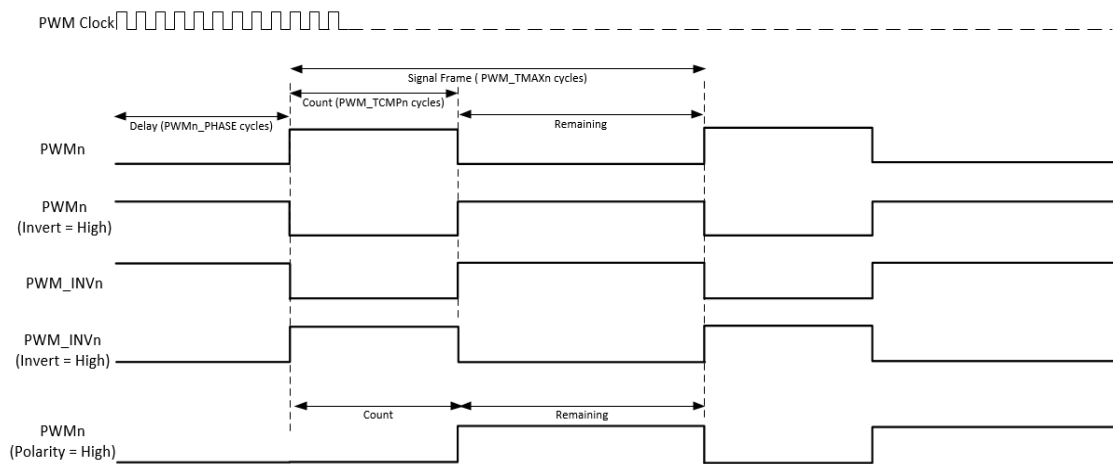 PWM Clock
Signal Frame ( PWM_TMAXn cycles)
Count (PWM_TCMPn cycles)
Delay (PWMn_PHASE cycles)
Remaining
PWMn
PWMn
(Invert = High)
PWM_INVn
PWM_INVn
(Invert = High)
Count
Remaining
PWMn
(Polarity = High)